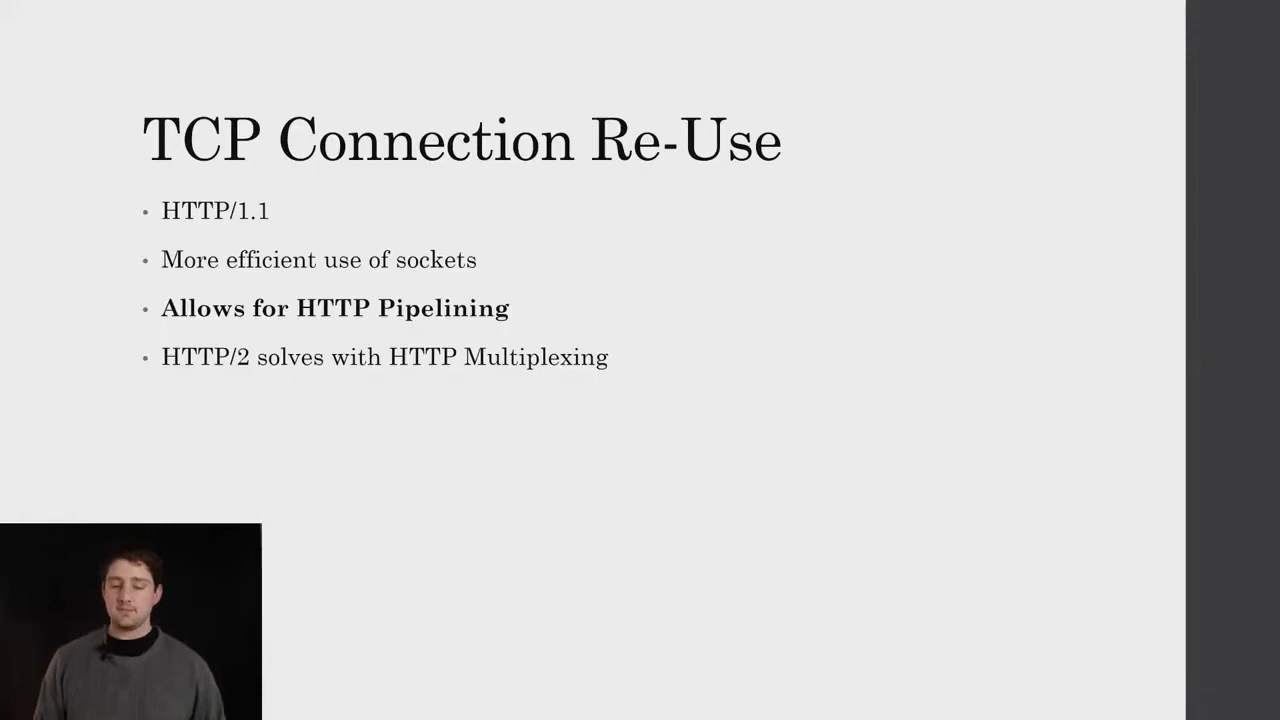 TCP Connection Re-Use
• HTTP/1.1
• More efficient use of sockets
• Allows for HTTP Pipelining
• HTTP/2 solves with HTTP Multiplexing